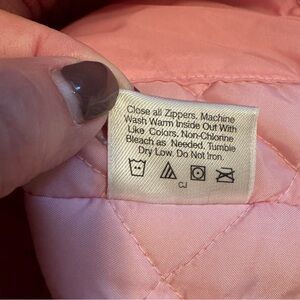 Close all Zippers. Machine
Wash Warm Inside Out With
Like Colors. Non-Chlorine
Bleach as Needed. Tumble
Dry Low. Do Not Iron.
CJ